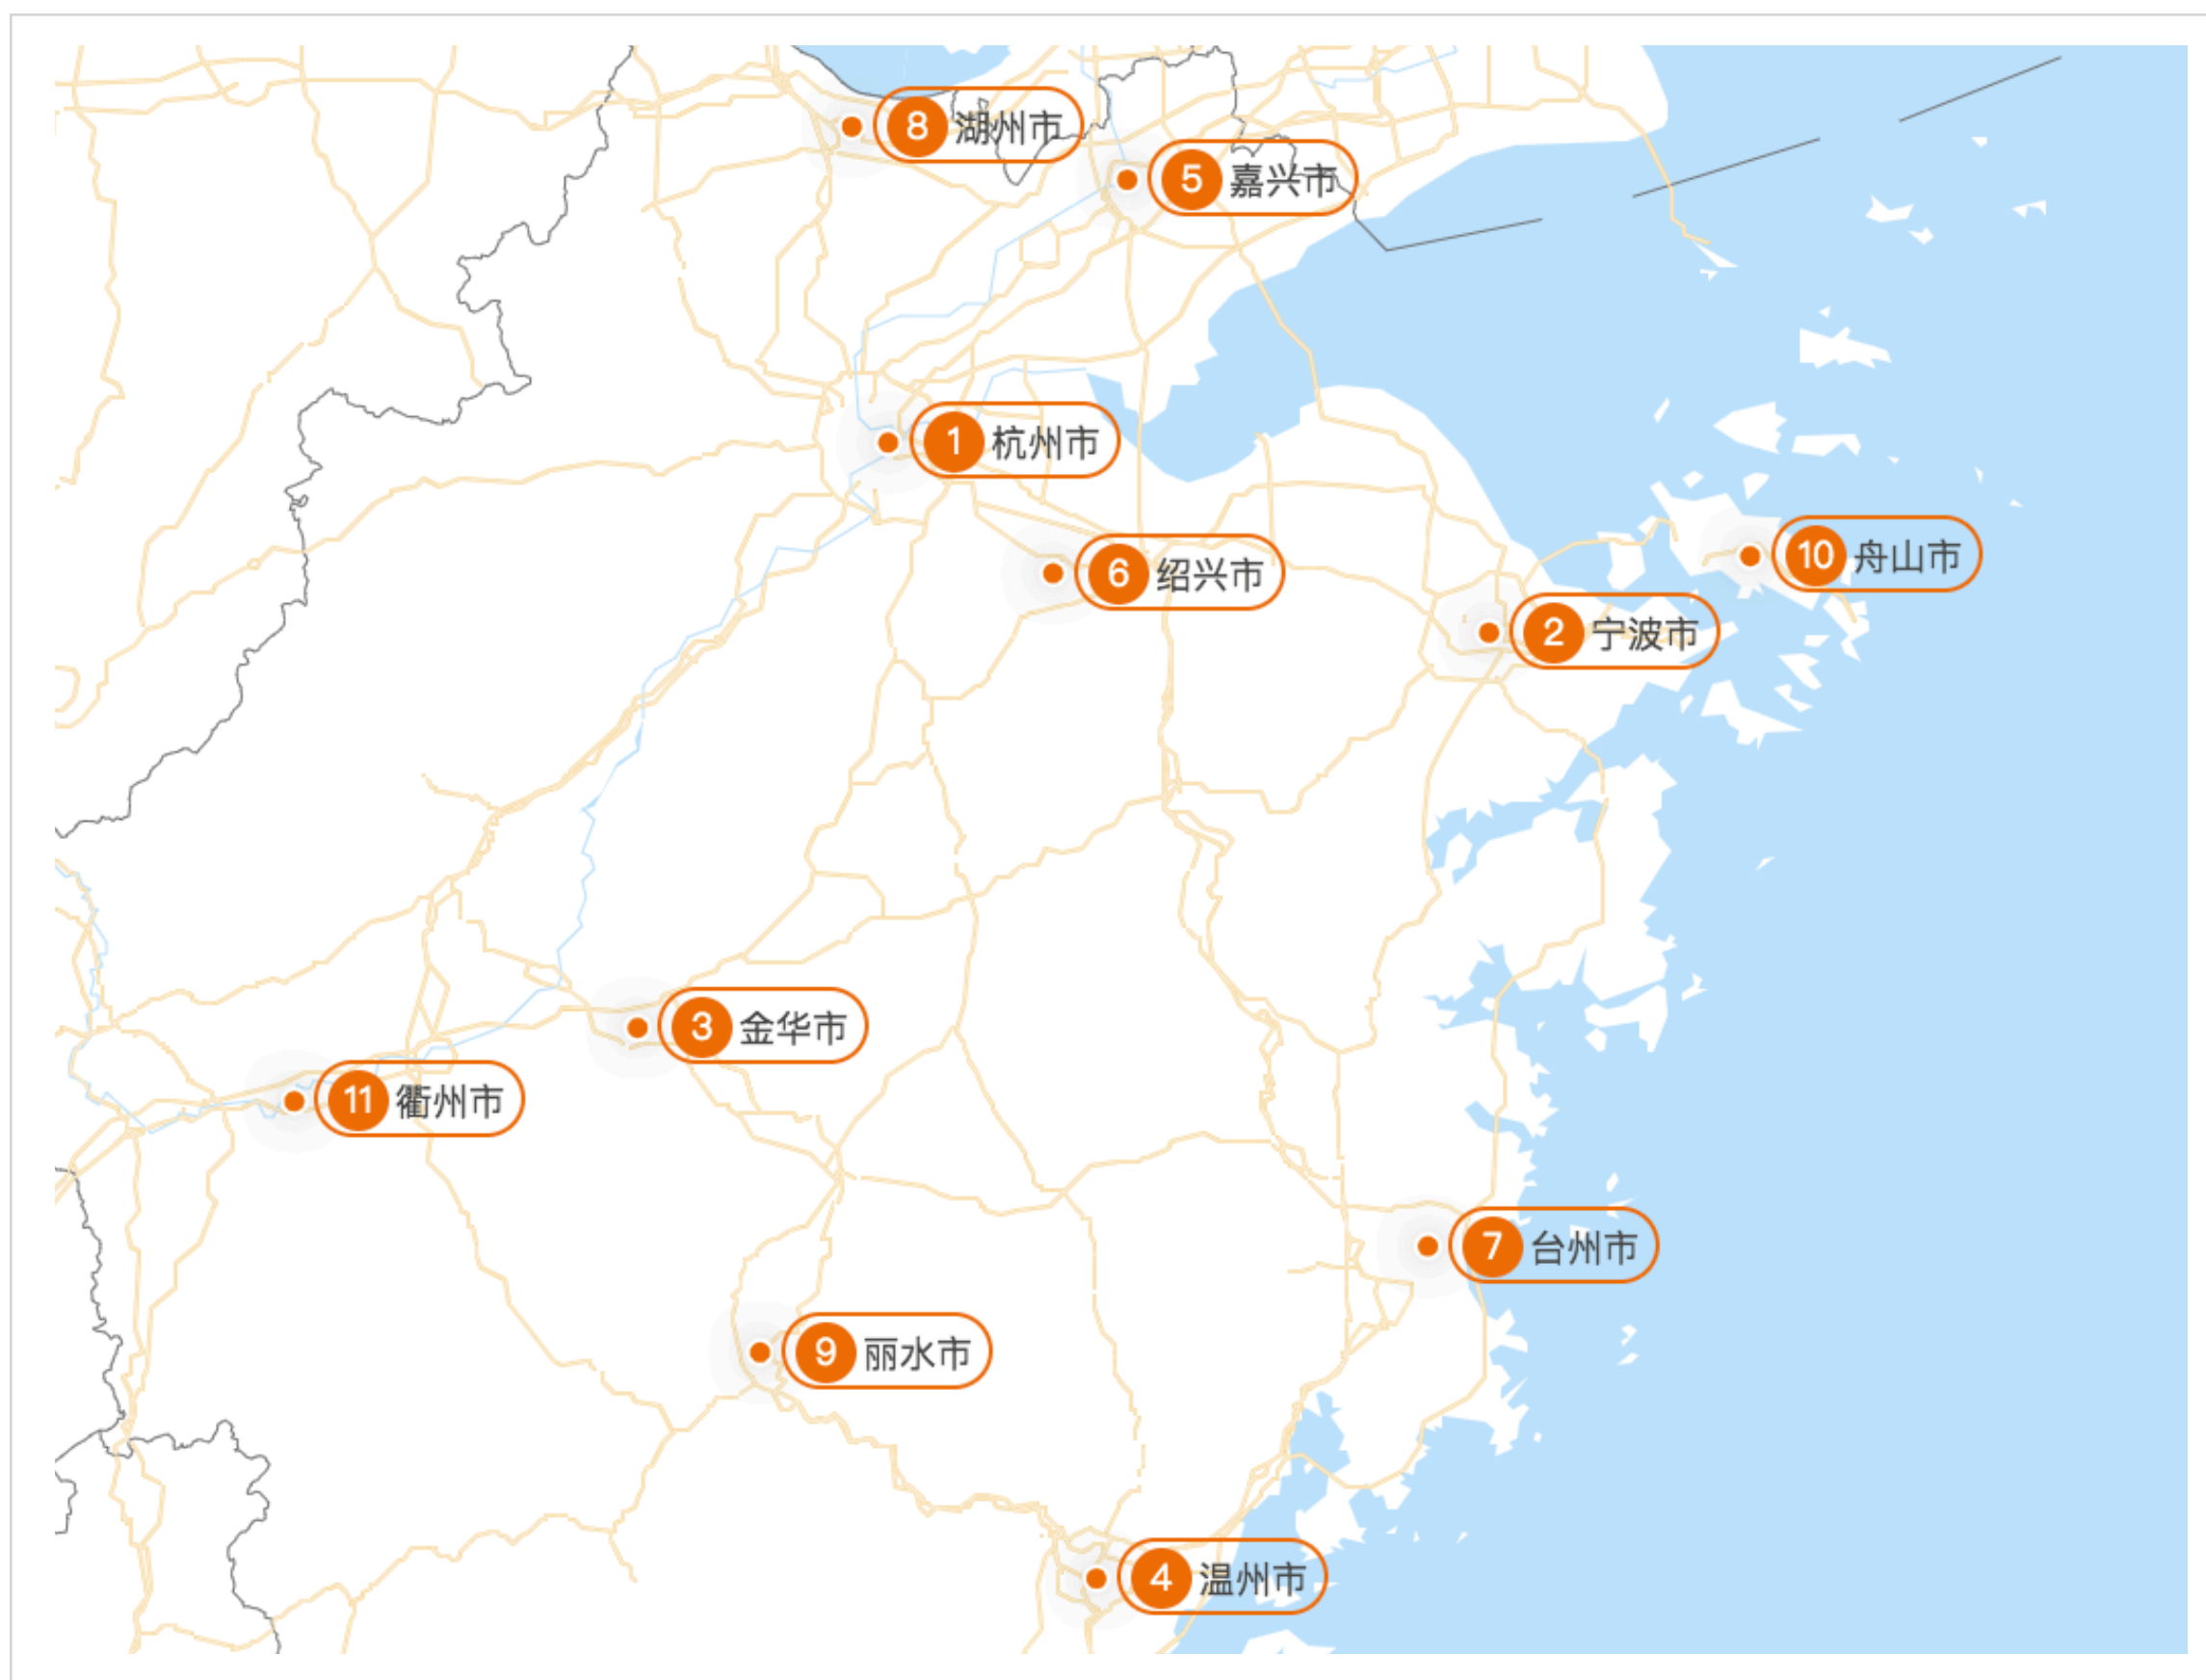 8 湖州市
5 嘉兴市
1 杭州市
10 舟山市
6 绍兴市
2 宁波市
3 金华市
11 衢州市
7 台州市
9 丽水市
4 温州市